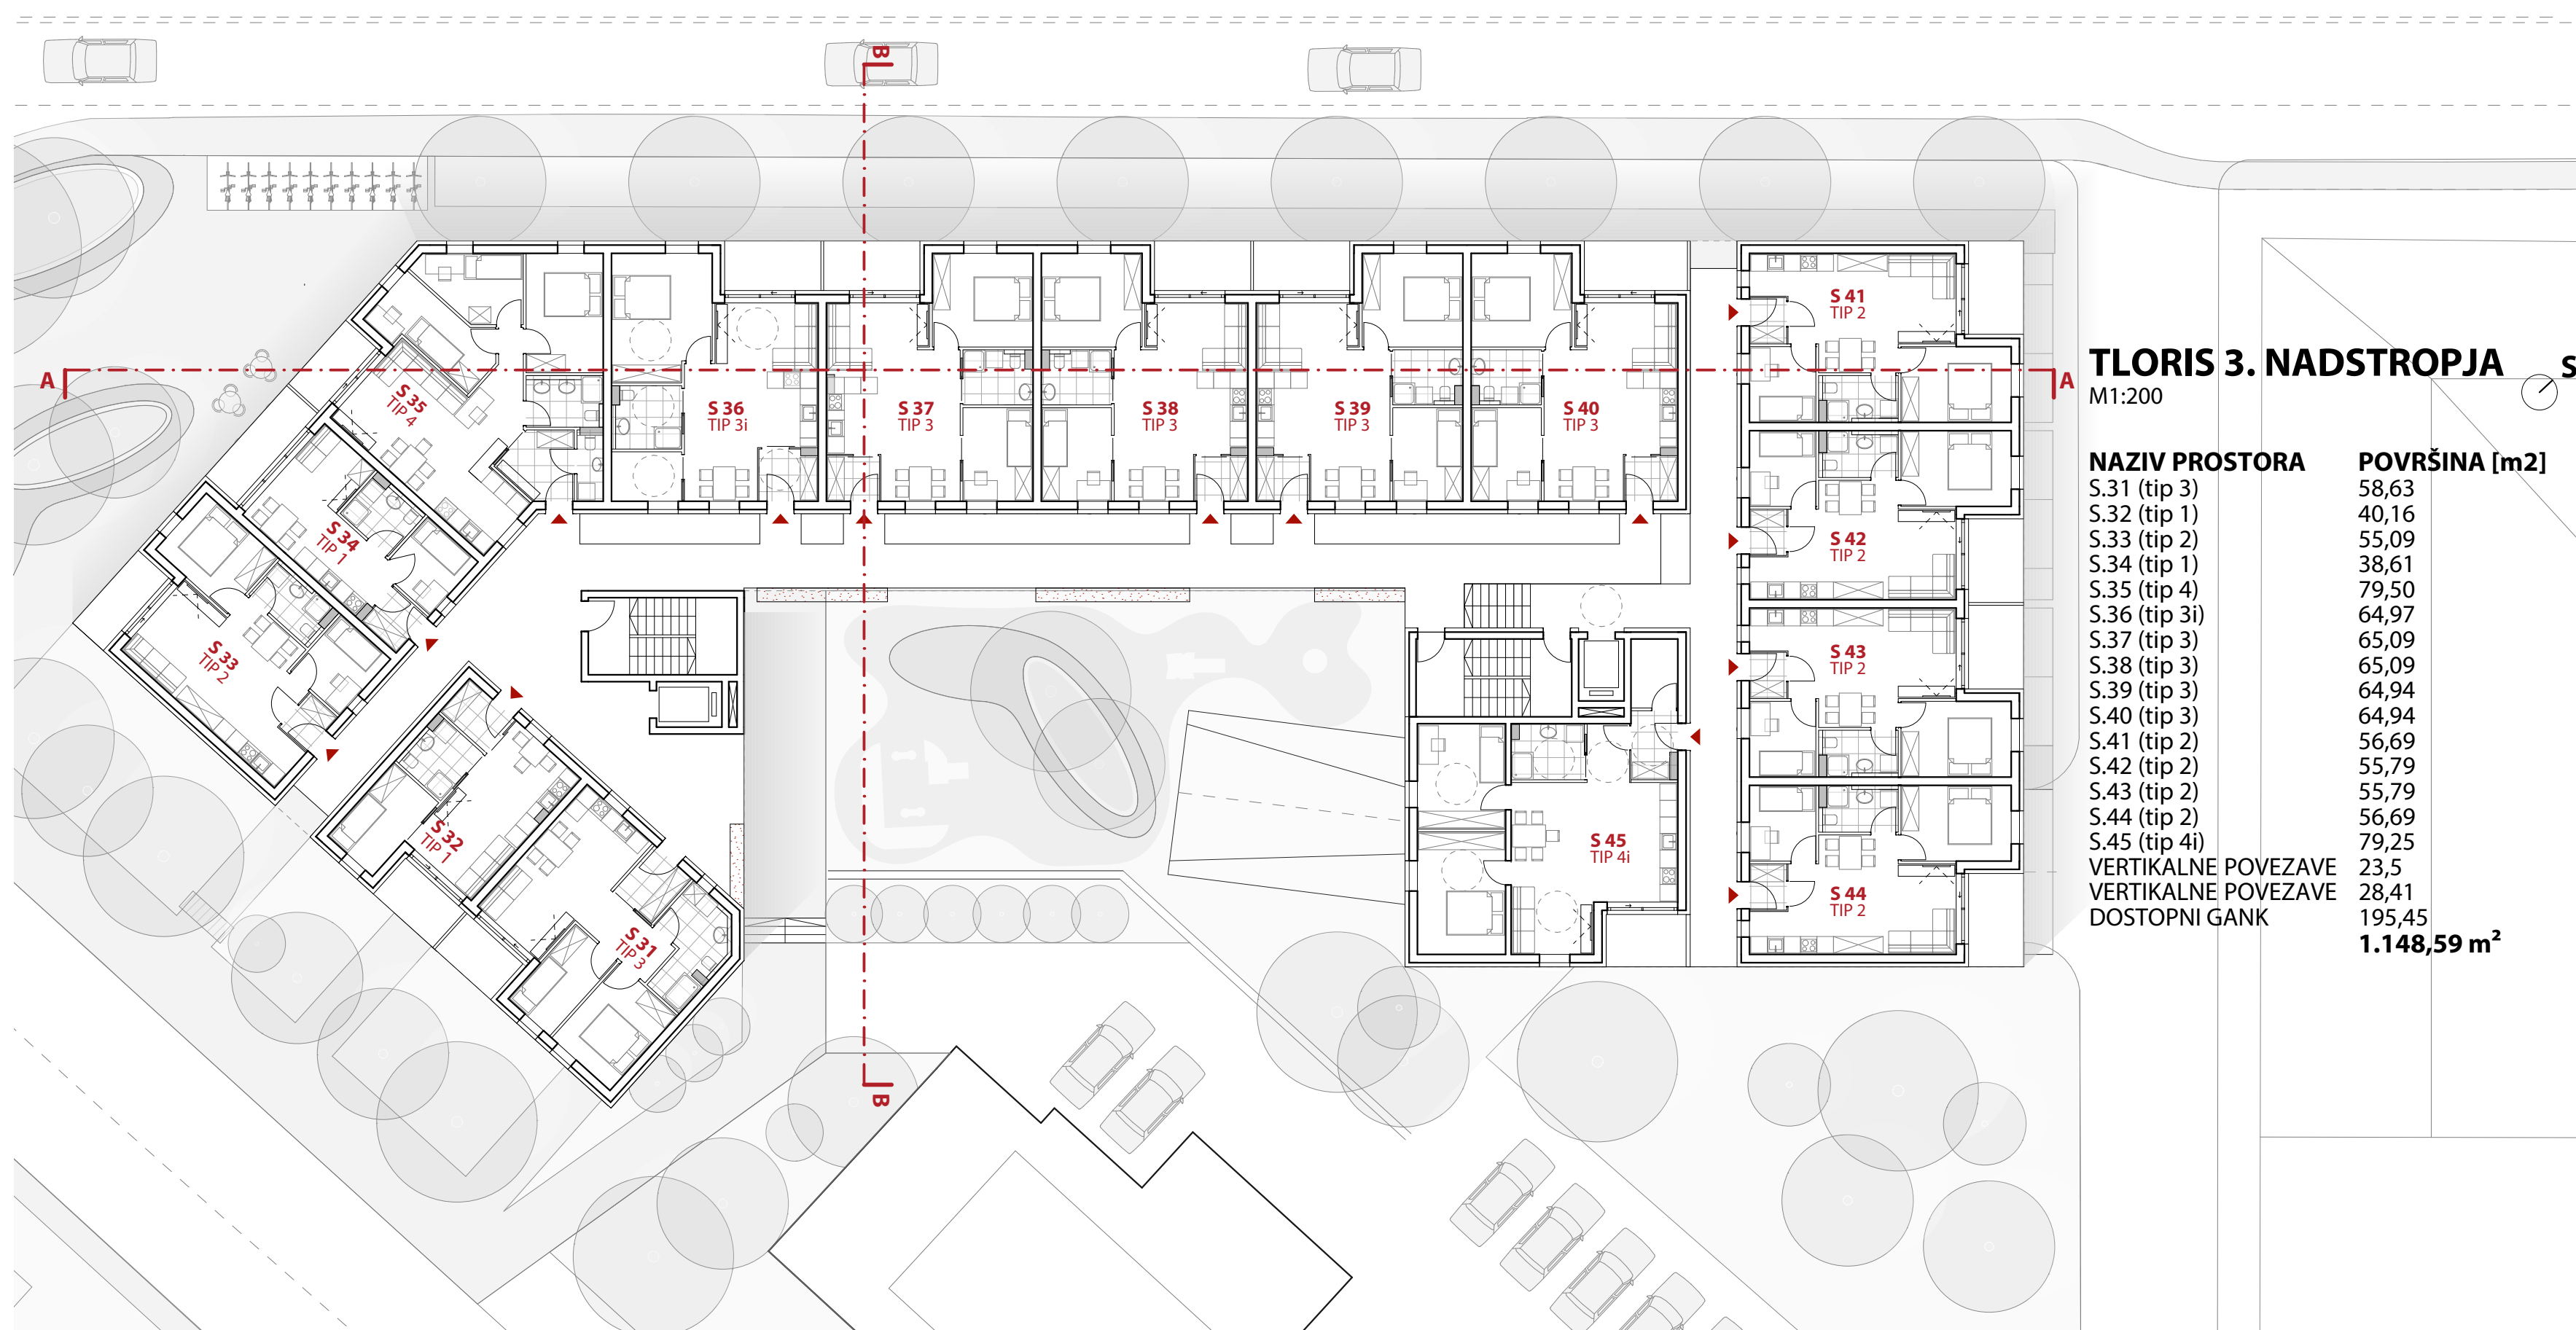 B
A
A
B
S 35
TIP 4
S 36
TIP 3i
S 37
TIP 3
S 38
TIP 3
S 39
TIP 3
S 40
TIP 3
S 41
TIP 2
S 42
TIP 2
S 43
TIP 2
S 44
TIP 2
S 45
TIP 4i
S 34
TIP 1
S 33
TIP 2
S 32
TIP 1
S 31
TIP 3
TLORIS 3. NADSTROPJA
M1:200
S
NAZIV PROSTORA POVRŠINA [m2]
S.31 (tip 3) 58,63
S.32 (tip 1) 40,16
S.33 (tip 2) 55,09
S.34 (tip 1) 38,61
S.35 (tip 4) 79,50
S.36 (tip 3i) 64,97
S.37 (tip 3) 65,09
S.38 (tip 3) 65,09
S.39 (tip 3) 64,94
S.40 (tip 3) 64,94
S.41 (tip 2) 56,69
S.42 (tip 2) 55,79
S.43 (tip 2) 55,79
S.44 (tip 2) 56,69
S.45 (tip 4i) 79,25
VERTIKALNE POVEZAVE 23,5
VERTIKALNE POVEZAVE 28,41
DOSTOPNI GANK 195,45
1.148,59 m²